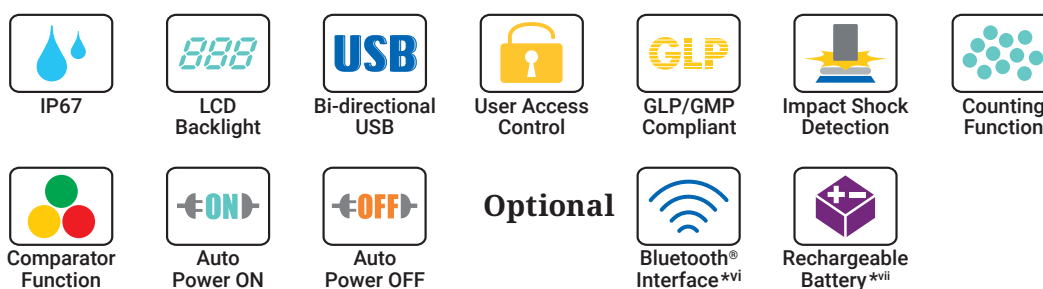 888
USB
GLP
IP67
LCD
Backlight
Bi-directional
USB
User Access
Control
GLP/GMP
Compliant
Impact Shock
Detection
Counting
Function
ON
OFF
Optional
Comparator
Function
Auto
Power ON
Auto
Power OFF
Bluetooth®
Interface*vi
Rechargeable
Battery*vii